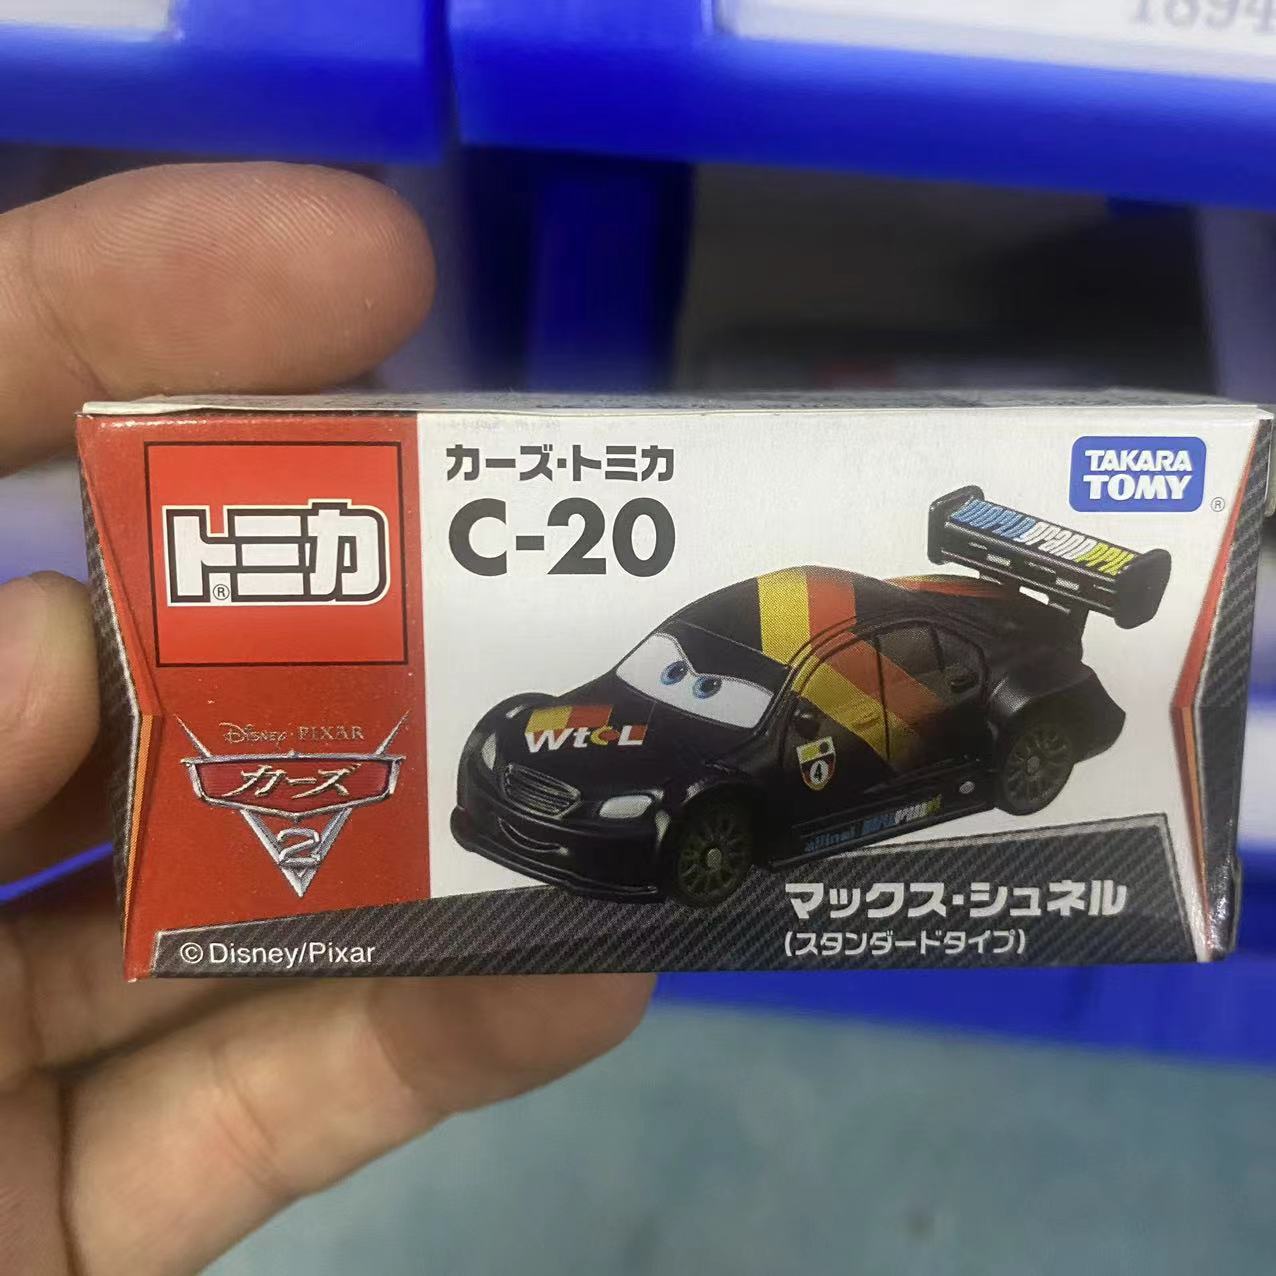 1894
トミカ
®
カーズ・トミカ
C-20
TAKARA
TOMY
®
Disney・PIXAR
カーズ
2
WtCL
4
© Disney/Pixar
マックス・シュネル
(スタンダードタイプ)